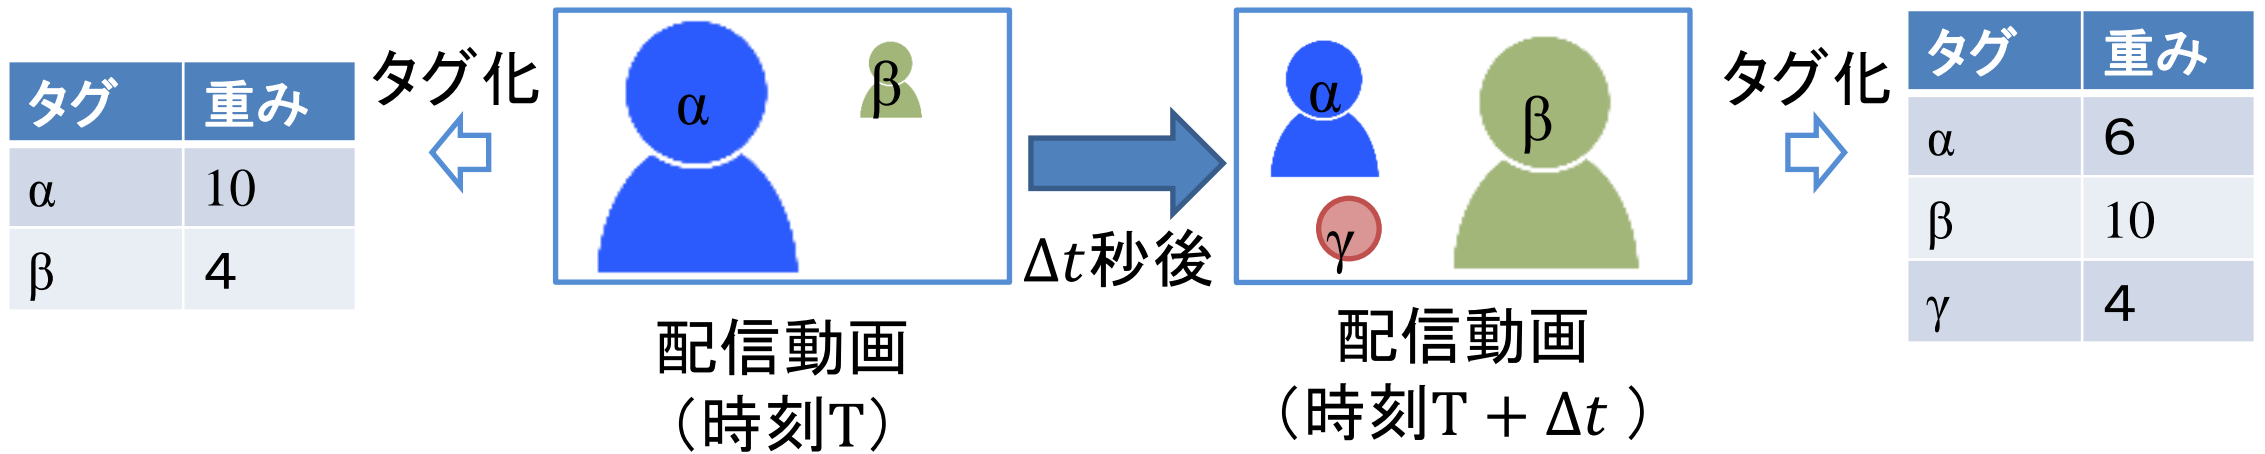 タグ 重み
α 10
β 4
タグ化
α
β
配信動画
（時刻T）
Δt秒後
α
β
γ
配信動画
（時刻T + Δt ）
タグ化
タグ 重み
α 6
β 10
γ 4